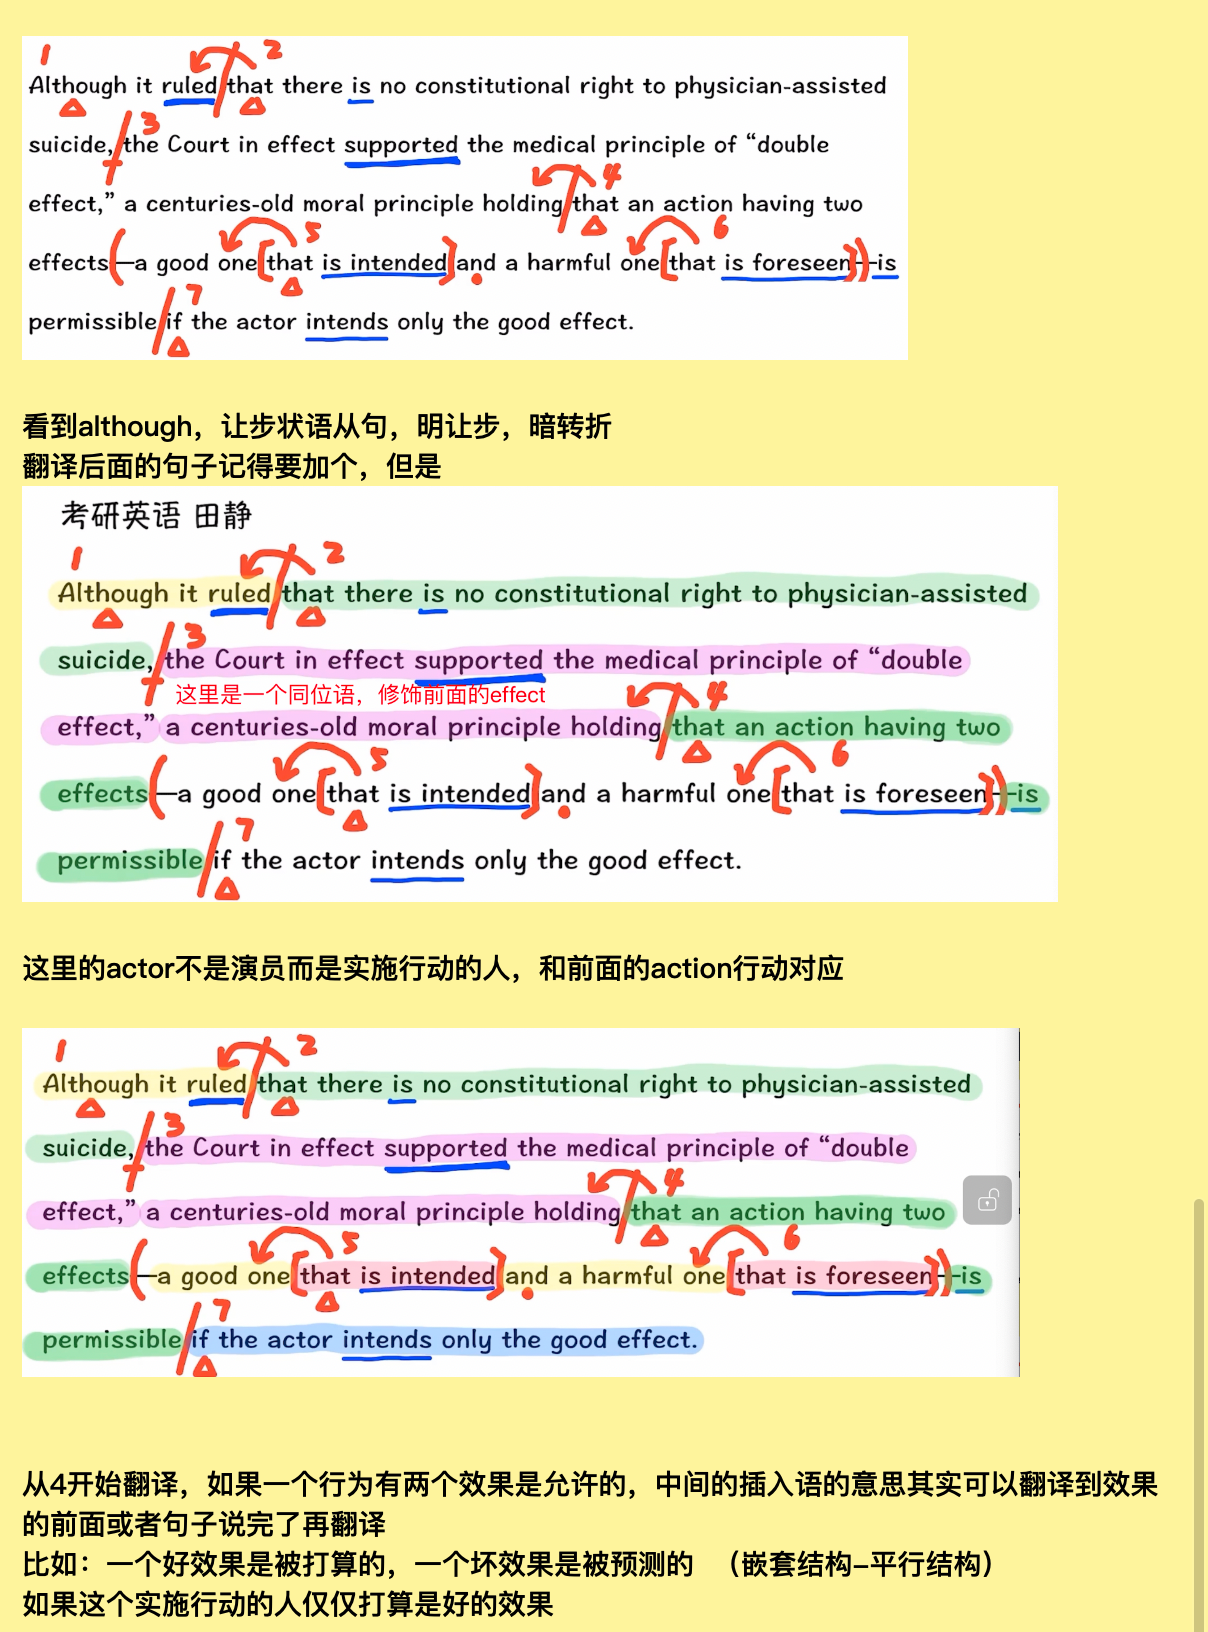 1 2
Although it ruled that there is no constitutional right to physician-assisted
3
suicide, the Court in effect supported the medical principle of “double
4
effect,” a centuries-old moral principle holding that an action having two
5 6
effects—a good one [that is intended] and a harmful one [that is foreseen]—is
7
permissible if the actor intends only the good effect.
看到although，让步状语从句，明让步，暗转折
翻译后面的句子记得要加个，但是
考研英语 田静
1 2
Although it ruled that there is no constitutional right to physician-assisted
3
suicide, the Court in effect supported the medical principle of “double
这里是一个同位语，修饰前面的effect
4
effect,” a centuries-old moral principle holding that an action having two
5 6
effects—a good one [that is intended] and a harmful one [that is foreseen]—is
7
permissible if the actor intends only the good effect.
这里的actor不是演员而是实施行动的人，和前面的action行动对应
1 2
Although it ruled that there is no constitutional right to physician-assisted
3
suicide, the Court in effect supported the medical principle of “double
4
effect,” a centuries-old moral principle holding that an action having two
5 6
effects—a good one [that is intended] and a harmful one [that is foreseen]—is
7
permissible if the actor intends only the good effect.
从4开始翻译，如果一个行为有两个效果是允许的，中间的插入语的意思其实可以翻译到效果
的前面或者句子说完了再翻译
比如：一个好效果是被打算的，一个坏效果是被预测的 （嵌套结构-平行结构）
如果这个实施行动的人仅仅打算是好的效果